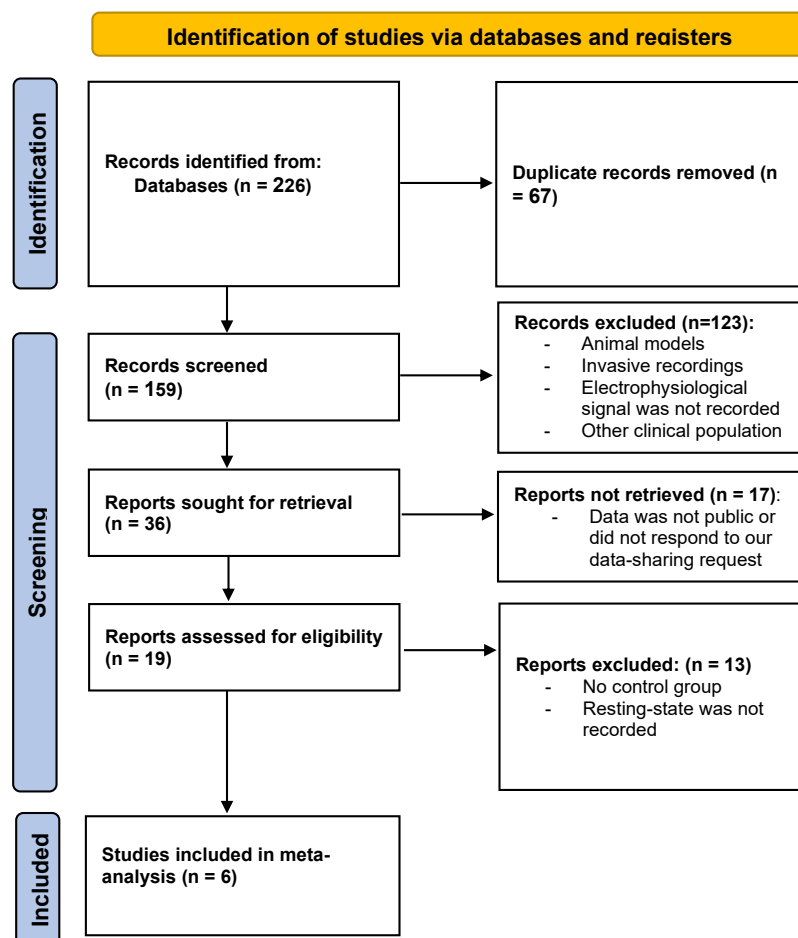 Identification of studies via databases and registers
Identification
Records identified from:
Databases (n = 226)
Duplicate records removed (n
= 67)
Screening
Records screened
(n = 159)
Records excluded (n=123):
- Animal models
- Invasive recordings
- Electrophysiological
signal was not recorded
- Other clinical population
Reports sought for retrieval
(n = 36)
Reports not retrieved (n = 17):
- Data was not public or
did not respond to our
data-sharing request
Reports assessed for eligibility
(n = 19)
Reports excluded: (n = 13)
- No control group
- Resting-state was not
recorded
Included
Studies included in meta-
analysis (n = 6)